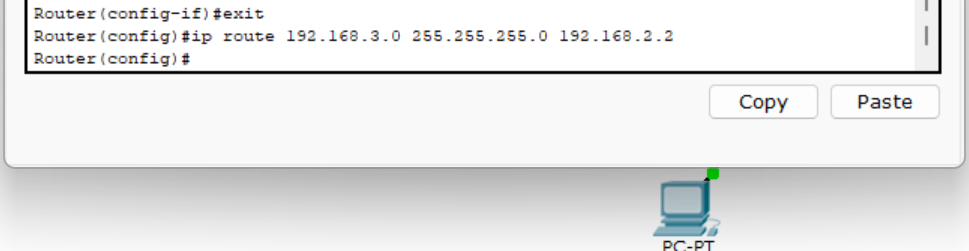 Router(config-if)#exit
Router(config)#ip route 192.168.3.0 255.255.255.0 192.168.2.2
Router(config)#
Copy
Paste
PC-PT